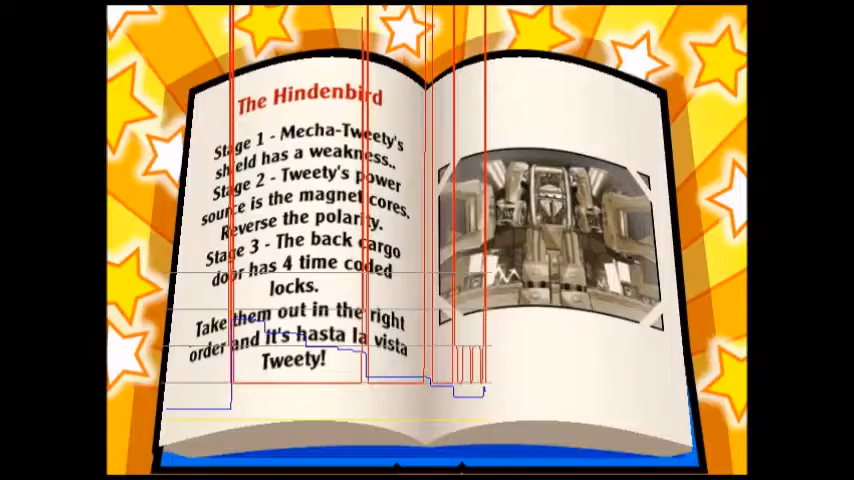 The Hindenbird
Stage 1 - Mecha-Tweety's
shield has a weakness..
Stage 2 - Tweety's power
source is the magnet cores.
Reverse the polarity.
Stage 3 - The back cargo
door has 4 time coded
locks.
Take them out in the right
order and it's hasta la vista
Tweety!